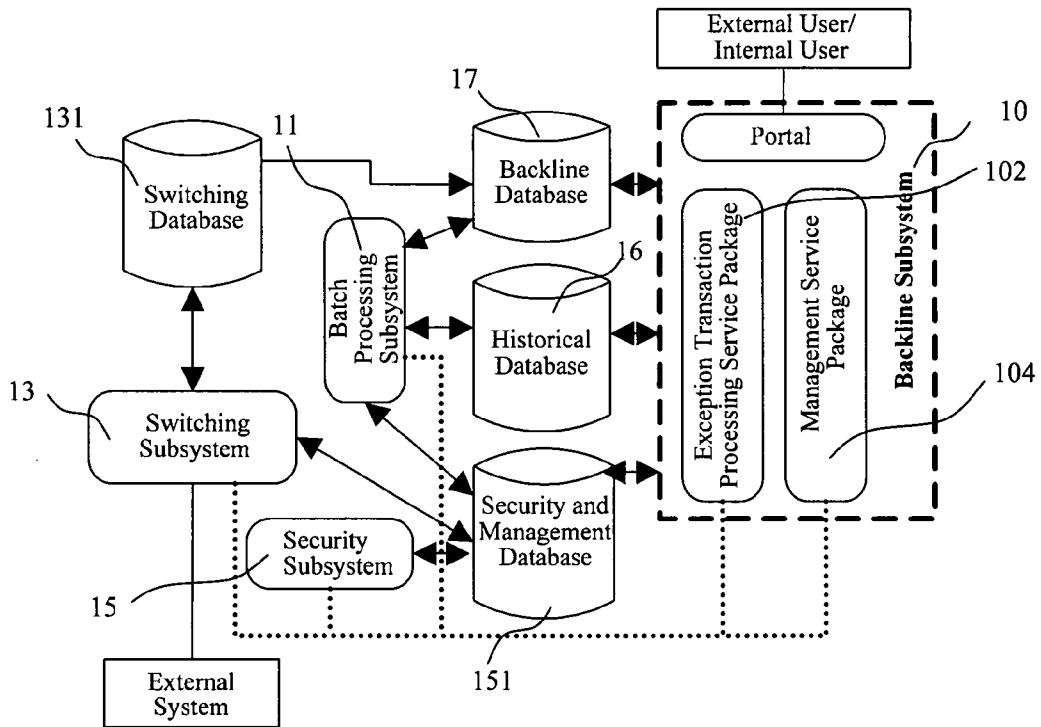 External User/
Internal User
131
17
11
10
Portal
102
Switching
Database
Backline
Database
16
Batch
Processing
Subsystem
Historical
Database
Exception Transaction
Processing Service Package
Management Service
Package
Backline Subsystem
13
104
Switching
Subsystem
Security and
Management
Database
Security
Subsystem
15
151
External
System